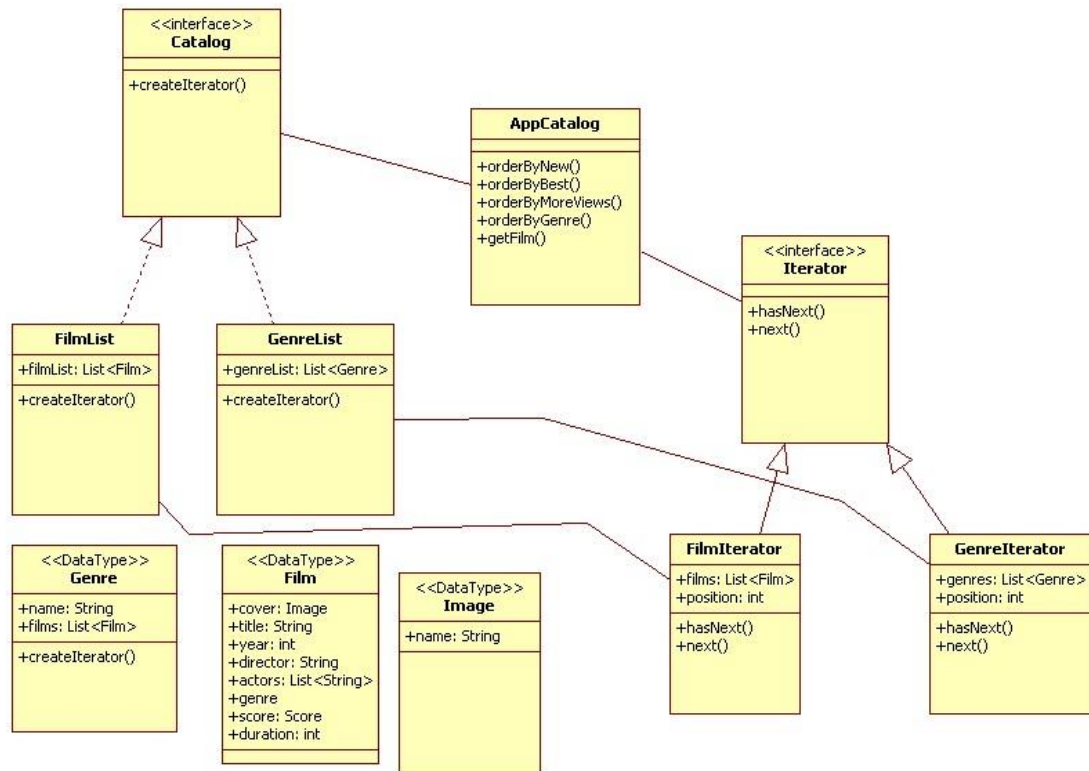 <<interface>>
Catalog
+createIterator()
AppCatalog
+orderByNew()
+orderByBest()
+orderByMoreViews()
+orderByGenre()
+getFilm()
<<interface>>
Iterator
+hasNext()
+next()
FilmList
+filmList: List<Film>
+createIterator()
GenreList
+genreList: List<Genre>
+createIterator()
<<DataType>>
Genre
+name: String
+films: List<Film>
+createIterator()
<<DataType>>
Film
+cover: Image
+title: String
+year: int
+director: String
+actors: List<String>
+genre
+score: Score
+duration: int
<<DataType>>
Image
+name: String
FilmIterator
+films: List<Film>
+position: int
+hasNext()
+next()
GenreIterator
+genres: List<Genre>
+position: int
+hasNext()
+next()